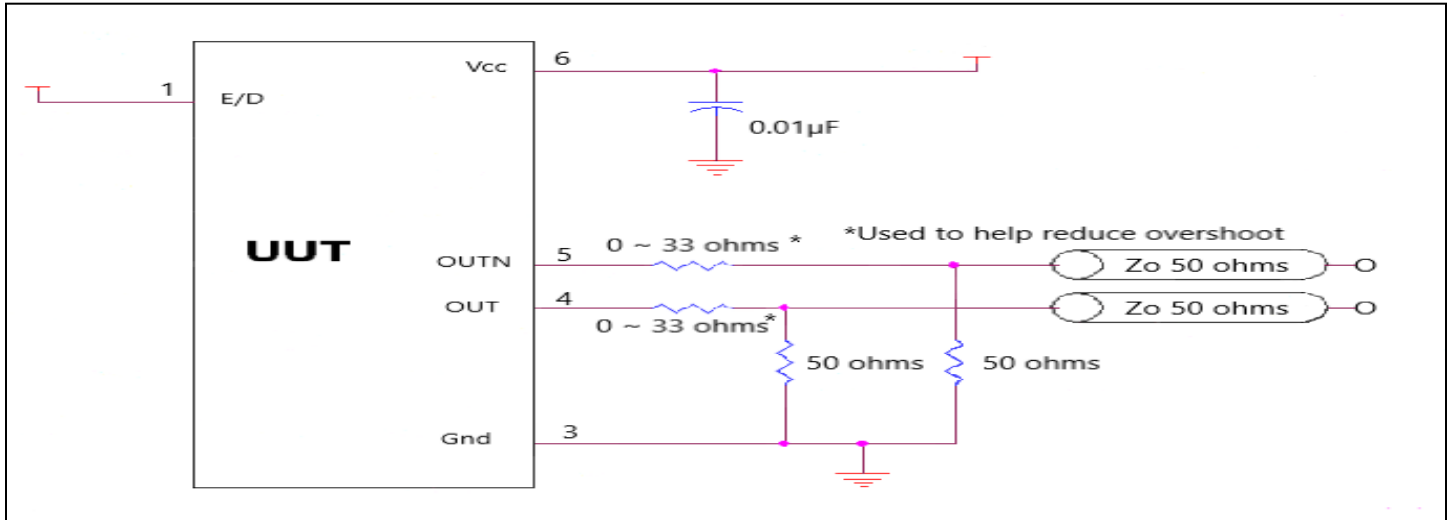 Vcc
6
1
E/D
0.01µF
UUT
0 ~ 33 ohms *
*Used to help reduce overshoot
OUTN
5
Zo 50 ohms
OUT
4
Zo 50 ohms
0 ~ 33 ohms*
50 ohms
50 ohms
Gnd
3